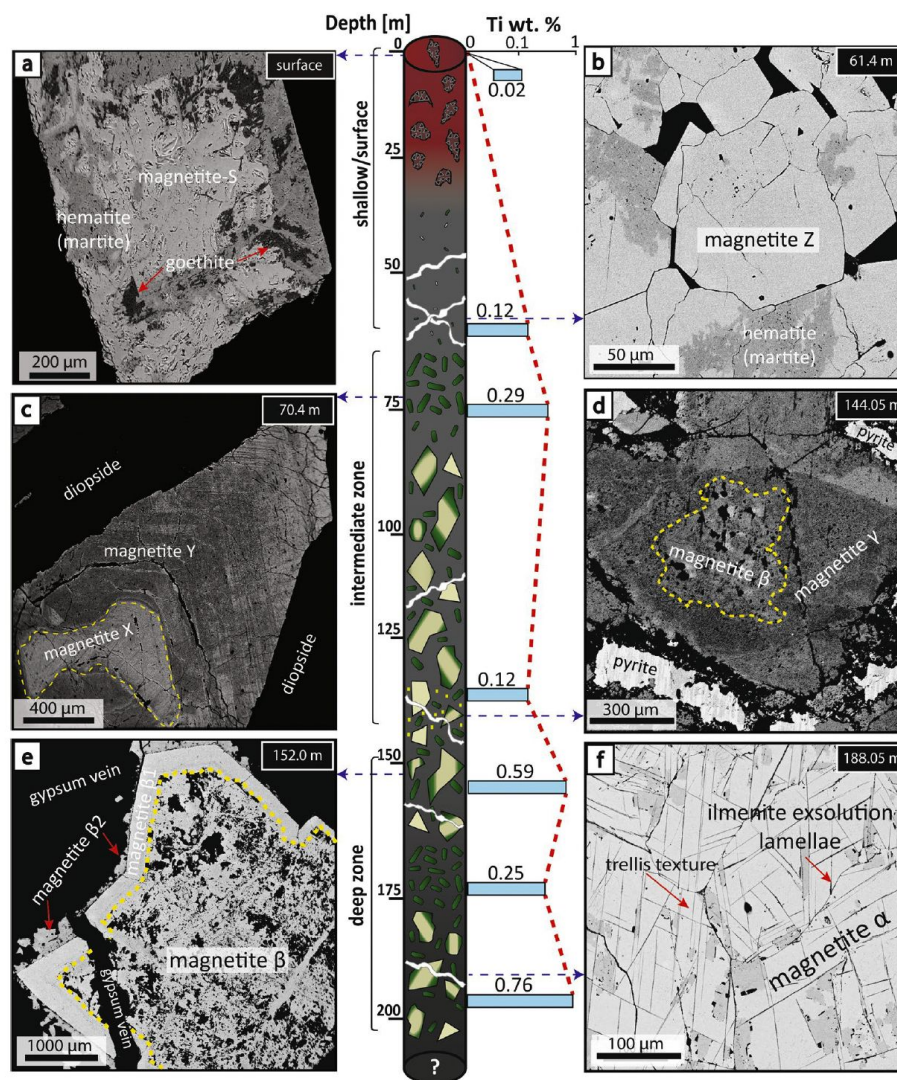 Depth [m]
Ti wt. %
0
0
0.1
1
0.02
shallow/surface
25
50
0.12
0.29
75
intermediate zone
100
125
0.12
150
0.59
deep zone
0.25
175
0.76
200
?
a
surface
magnetite-S
hematite
(martite)
goethite
200 µm
b
61.4 m
magnetite Z
hematite
(martite)
50 µm
c
70.4 m
diopside
magnetite Y
magnetite X
diopside
400 µm
d
144.05 m
pyrite
magnetite β
magnetite γ
pyrite
300 µm
e
152.0 m
gypsum vein
magnetite β1
magnetite β2
magnetite β
gypsum vein
1000 µm
f
188.05 m
ilmenite exsolution
lamellae
trellis texture
magnetite α
100 µm